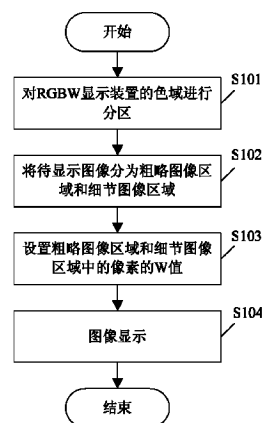 开始
S101
对RGBW显示装置的色域进行
分区
S102
将待显示图像分为粗略图像区
域和细节图像区域
S103
设置粗略图像区域和细节图像
区域中的像素的W值
S104
图像显示
结束